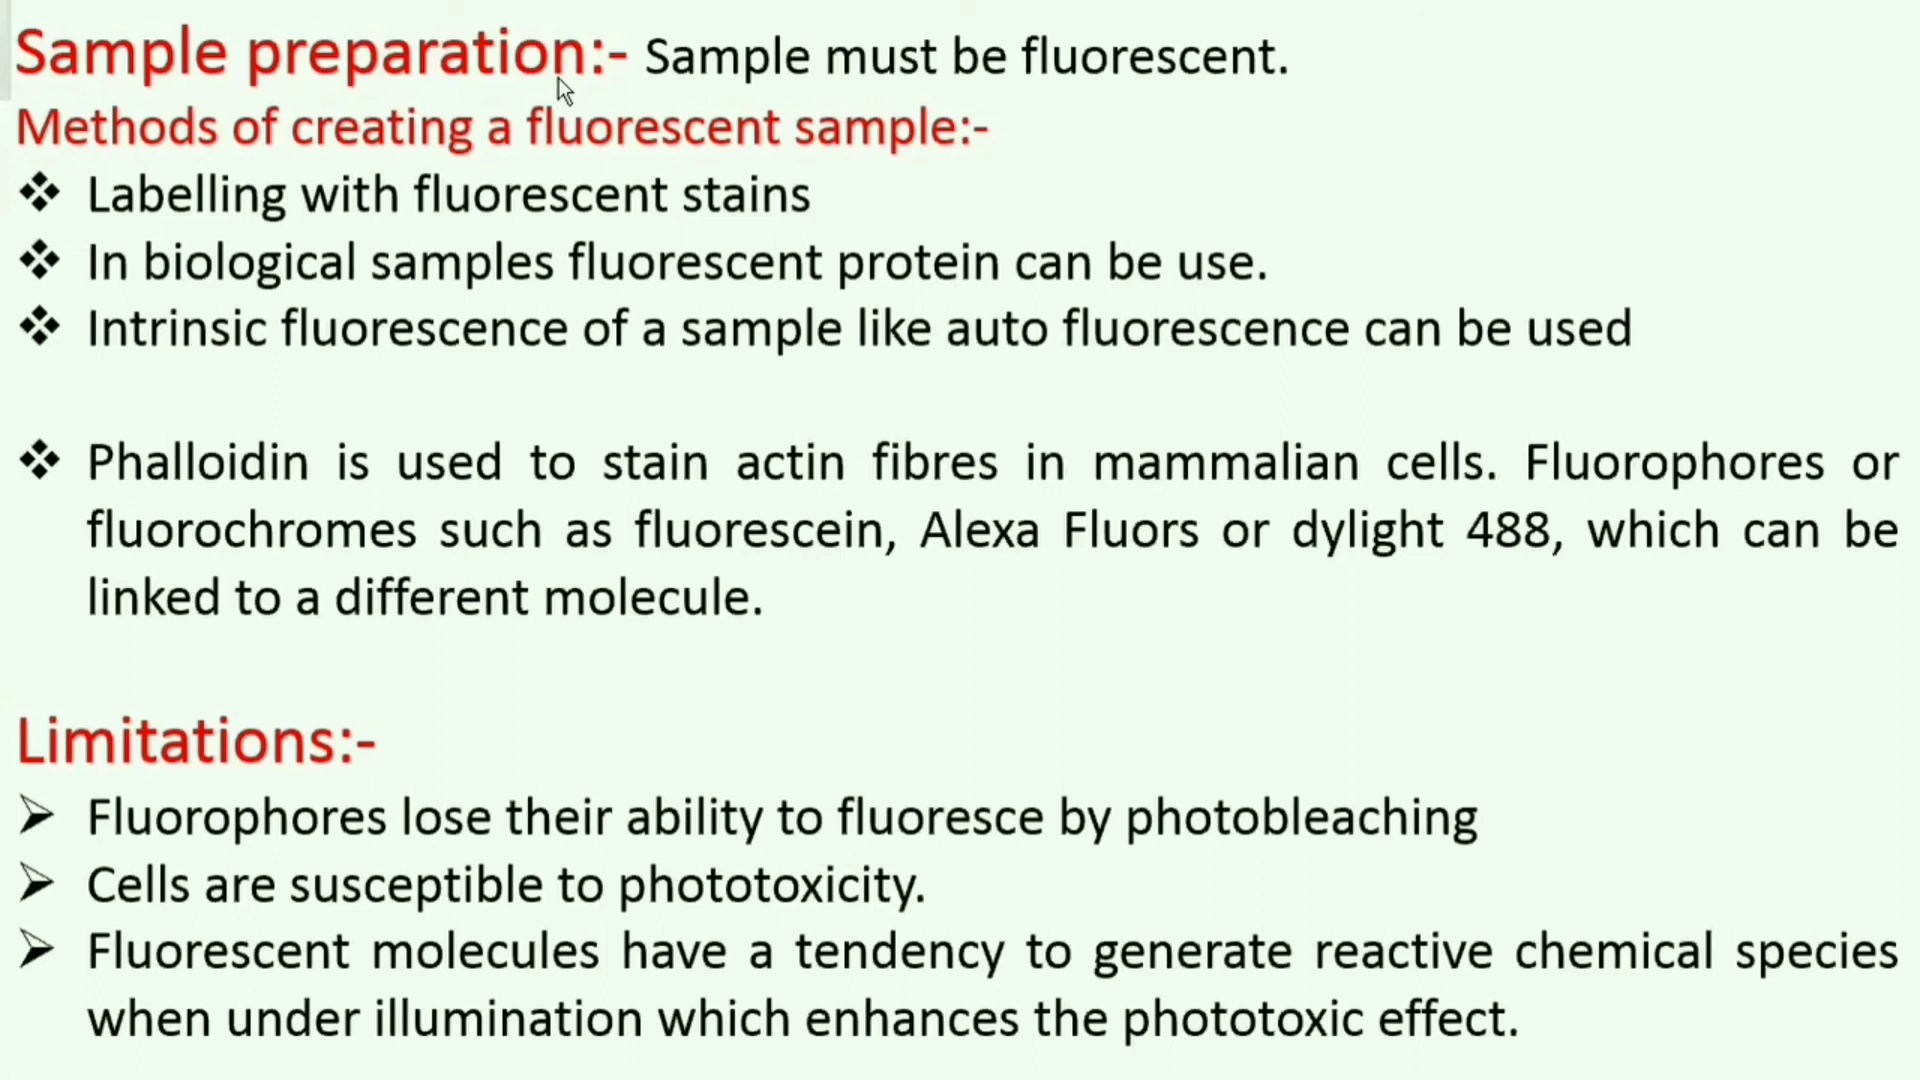 Sample preparation:- Sample must be fluorescent.
Methods of creating a fluorescent sample:-
❖ Labelling with fluorescent stains
❖ In biological samples fluorescent protein can be use.
❖ Intrinsic fluorescence of a sample like auto fluorescence can be used
❖ Phalloidin is used to stain actin fibres in mammalian cells. Fluorophores or
fluorochromes such as fluorescein, Alexa Fluors or dylight 488, which can be
linked to a different molecule.
Limitations:-
➢ Fluorophores lose their ability to fluoresce by photobleaching
➢ Cells are susceptible to phototoxicity.
➢ Fluorescent molecules have a tendency to generate reactive chemical species
when under illumination which enhances the phototoxic effect.